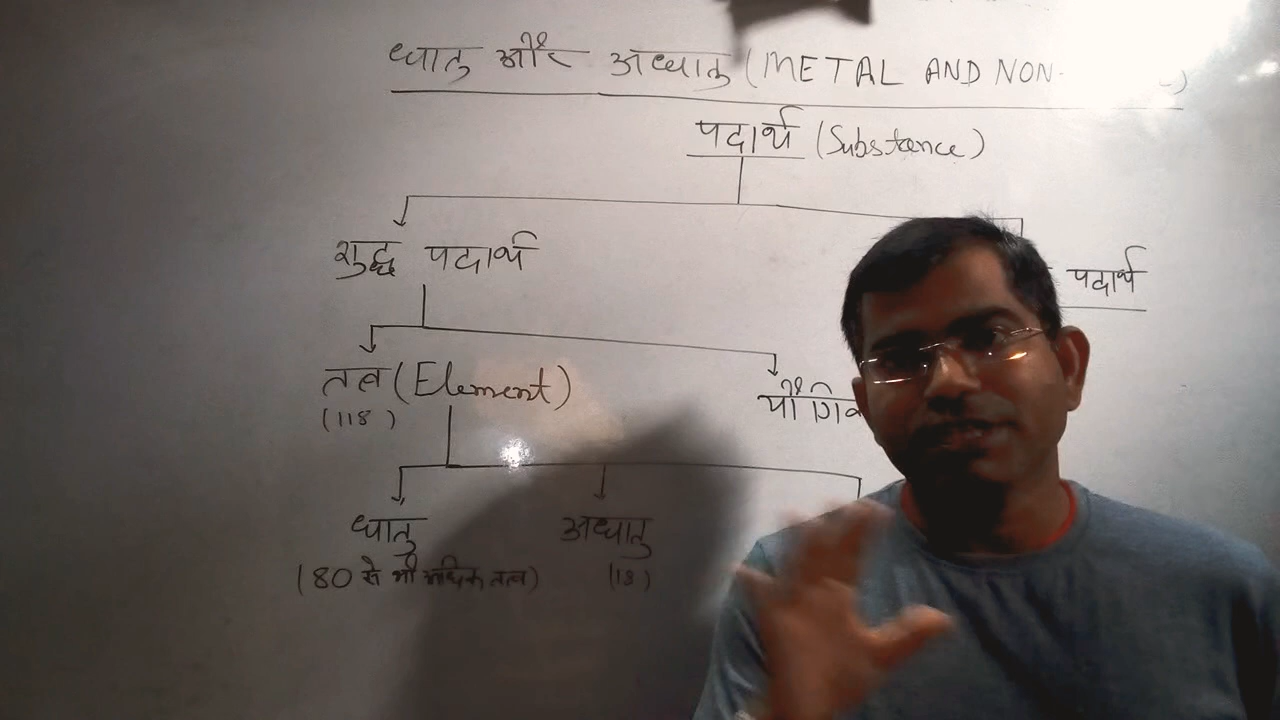 धातु और अधातु (METAL AND NON-
पदार्थ (Substance)
शुद्ध पदार्थ
पदार्थ
तत्व (Element)
(118)
यौगिक
धातु
अधातु
(80 से भी अधिक तत्व)
(18)